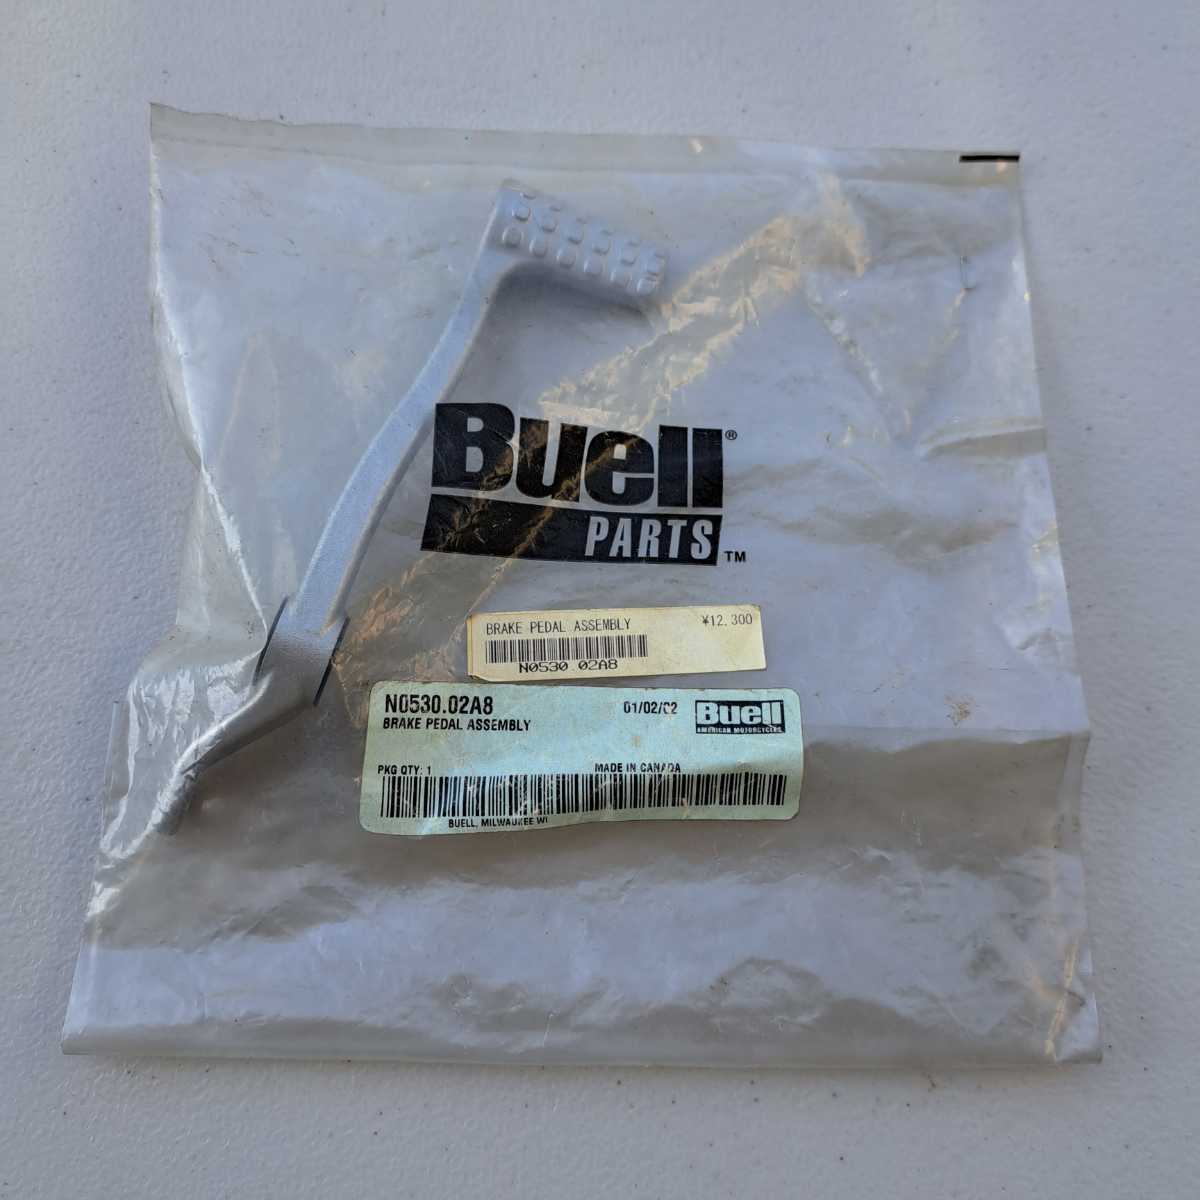 Buell®
PARTS™
BRAKE PEDAL ASSEMBLY ¥12,300
N0530.02A8
N0530.02A8 01/02/02 Buell
BRAKE PEDAL ASSEMBLY AMERICAN MOTORCYCLES
PKG QTY: 1 MADE IN CANADA
BUELL, MILWAUKEE WI